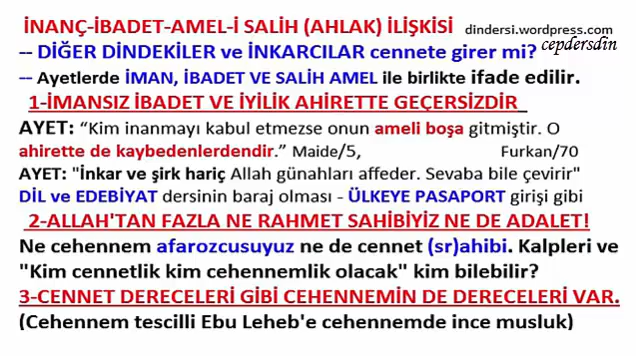 İNANÇ-İBADET-AMEL-İ SALİH (AHLAK) İLİŞKİSİ dindersi.wordpress.com
cepdersdin
-- DİĞER DİNDEKİLER ve İNKARCILAR cennete girer mi?
-- Ayetlerde İMAN, İBADET VE SALİH AMEL ile birlikte ifade edilir.
1-İMANSIZ İBADET VE İYİLİK AHİRETTE GEÇERSİZDİR
AYET: “Kim inanmayı kabul etmezse onun ameli boşa gitmiştir. O
ahirette de kaybedenlerdendir.” Maide/5, Furkan/70
AYET: "İnkar ve şirk hariç Allah günahları affeder. Sevaba bile çevirir"
DİL ve EDEBİYAT dersinin baraj olması - ÜLKEYE PASAPORT girişi gibi
2-ALLAH'TAN FAZLA NE RAHMET SAHİBİYİZ NE DE ADALET!
Ne cehennem afarozcusuyuz ne de cennet (sr)ahibi. Kalpleri ve
"Kim cennetlik kim cehennemlik olacak" kim bilebilir?
3-CENNET DERECELERİ GİBİ CEHENNEMİN DE DERECELERİ VAR.
(Cehennem tescilli Ebu Leheb'e cehennemde ince musluk)